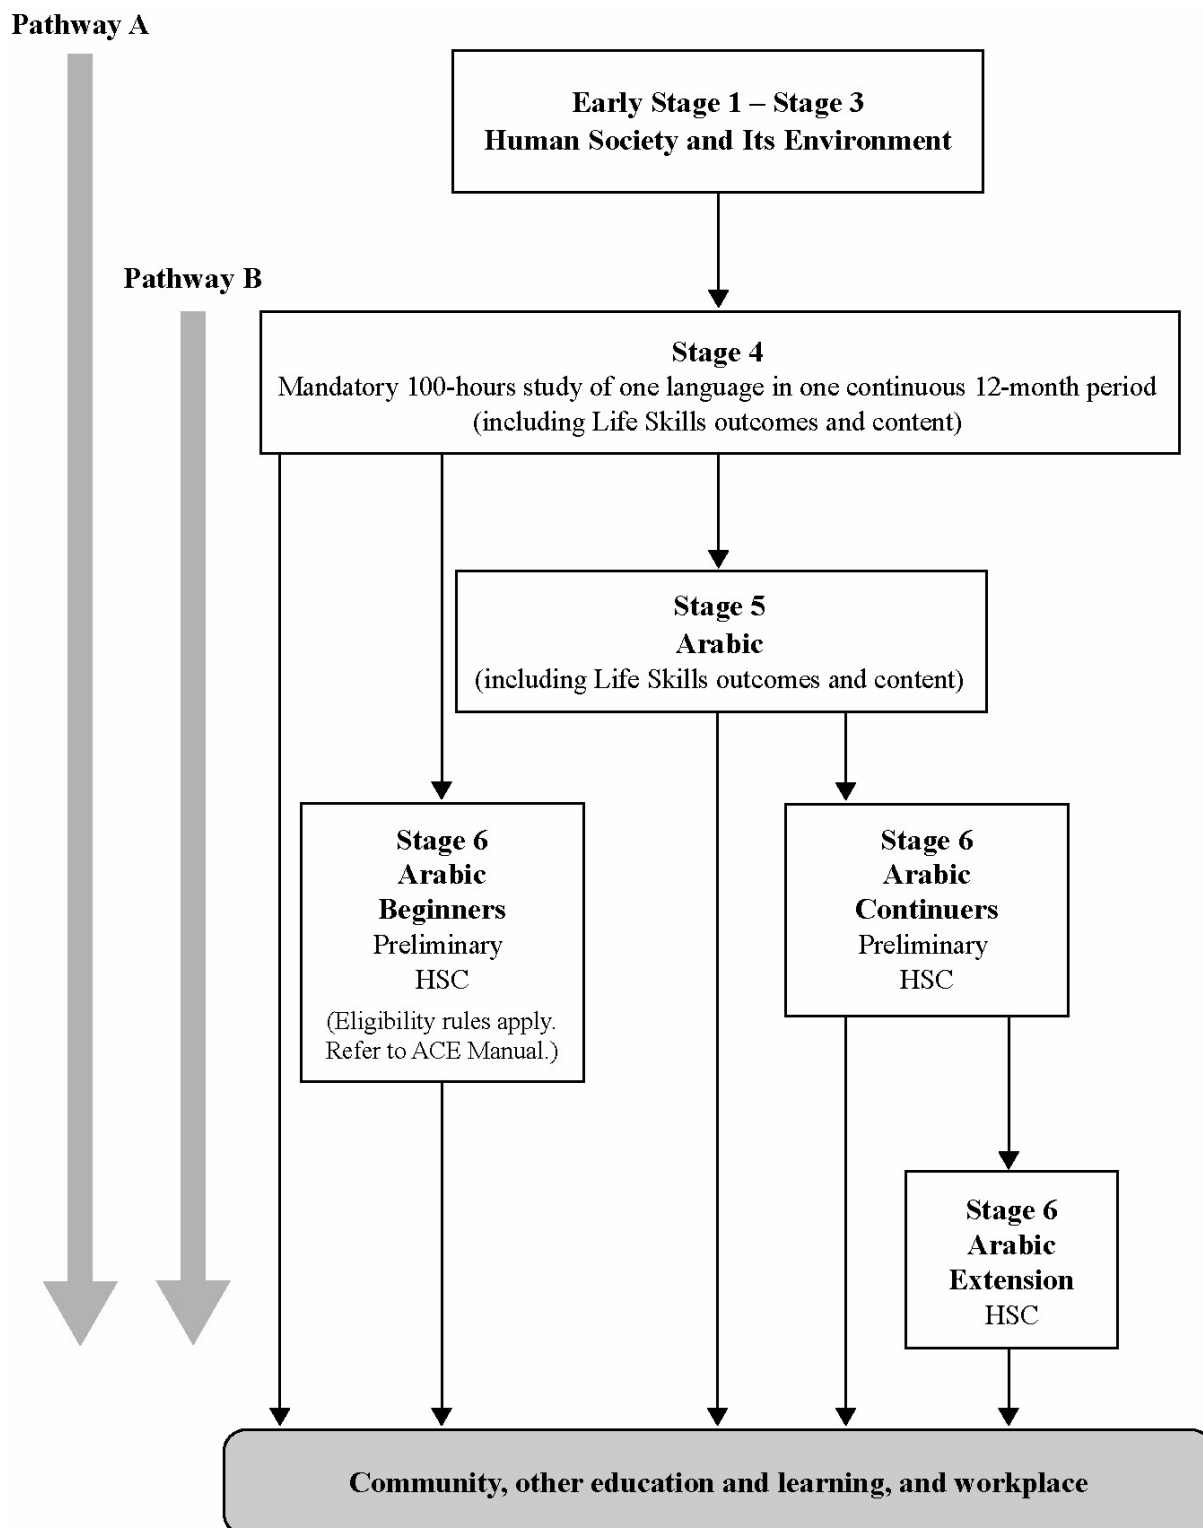 Pathway A
Early Stage 1 – Stage 3
Human Society and Its Environment
Pathway B
Stage 4
Mandatory 100-hours study of one language in one continuous 12-month period
(including Life Skills outcomes and content)
Stage 5
Arabic
(including Life Skills outcomes and content)
Stage 6
Arabic
Beginners
Preliminary
HSC
(Eligibility rules apply.
Refer to ACE Manual.)
Stage 6
Arabic
Continuers
Preliminary
HSC
Stage 6
Arabic
Extension
HSC
Community, other education and learning, and workplace